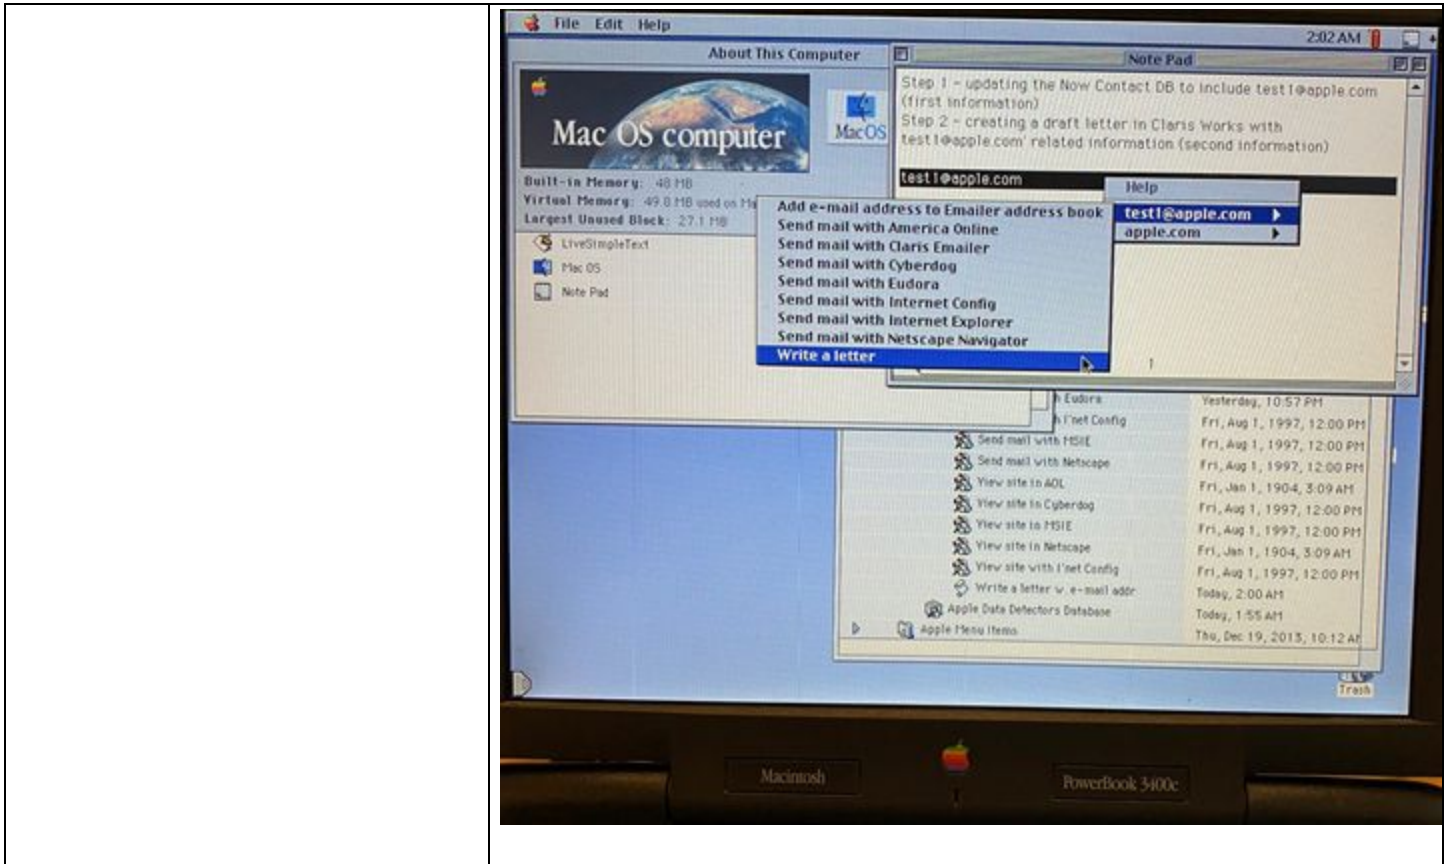 File Edit Help
2:02 AM
About This Computer
Mac OS computer
MacOS
Built-in Memory: 48 MB
Virtual Memory: 49.0 MB used on Ma
Largest Unused Block: 27.1 MB
LiveSimpleText
Mac OS
Note Pad
Note Pad
Step 1 - updating the Now Contact DB to include test1@apple.com
(first information)
Step 2 - creating a draft letter in Claris Works with
test1@apple.com' related information (second information)
test1@apple.com
Help
test1@apple.com
apple.com
Add e-mail address to Emailer address book
Send mail with America Online
Send mail with Claris Emailer
Send mail with Cyberdog
Send mail with Eudora
Send mail with Internet Config
Send mail with Internet Explorer
Send mail with Netscape Navigator
Write a letter
1
h Eudora Yesterday, 10:57 PM
h I'net Config Fri, Aug 1, 1997, 12:00 PM
Send mail with MSIE Fri, Aug 1, 1997, 12:00 PM
Send mail with Netscape Fri, Aug 1, 1997, 12:00 PM
View site in AOL Fri, Jan 1, 1904, 3:09 AM
View site in Cyberdog Fri, Aug 1, 1997, 12:00 PM
View site in MSIE Fri, Aug 1, 1997, 12:00 PM
View site in Netscape Fri, Jan 1, 1904, 3:09 AM
View site with I'net Config Fri, Aug 1, 1997, 12:00 PM
Write a letter w. e-mail addr Today, 2:00 AM
Apple Data Detectors Database Today, 1:55 AM
Apple Menu Items Thu, Dec 19, 2013, 10:12 AM
Trash
Macintosh
PowerBook 3400c